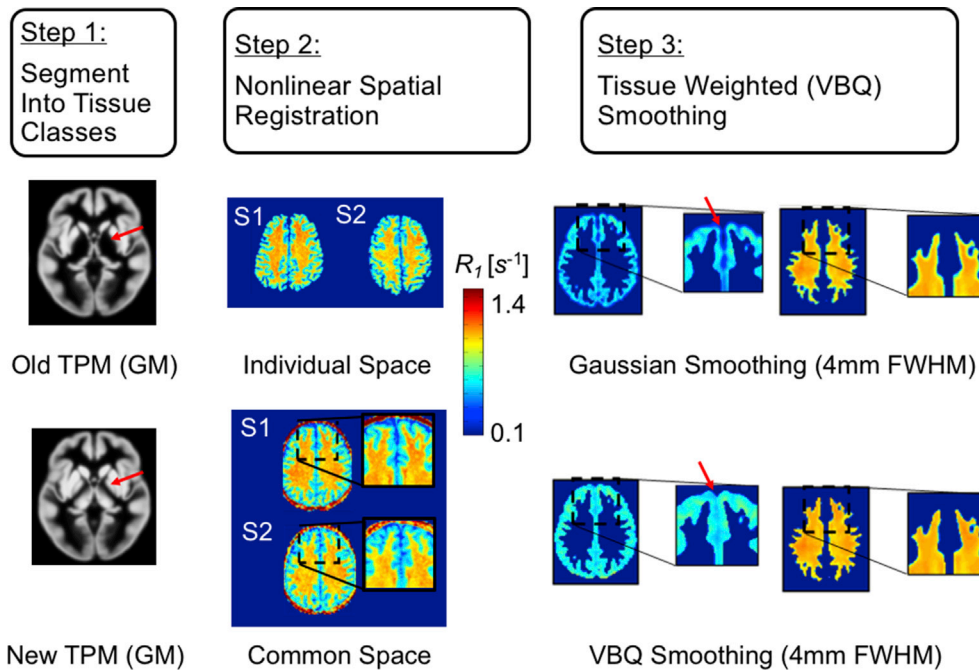 Step 1:
Segment
Into Tissue
Classes
Step 2:
Nonlinear Spatial
Registration
Step 3:
Tissue Weighted (VBQ)
Smoothing
S1
S2
R1 [s-1]
1.4
0.1
Old TPM (GM)
Individual Space
Gaussian Smoothing (4mm FWHM)
S1
S2
New TPM (GM)
Common Space
VBQ Smoothing (4mm FWHM)